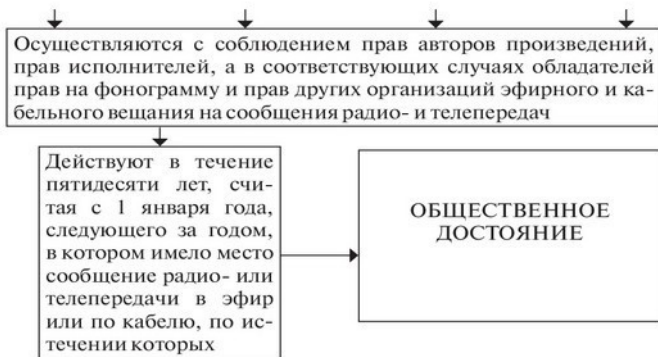 Осуществляются с соблюдением прав авторов произведений,
прав исполнителей, а в соответствующих случаях обладателей
прав на фонограмму и прав других организаций эфирного и ка-
бельного вещания на сообщения радио- и телепередач
Действуют в течение
пятидесяти лет, счи-
тая с 1 января года,
следующего за годом,
в котором имело место
сообщение радио- или
телепередачи в эфир
или по кабелю, по ис-
течении которых
ОБЩЕСТВЕННОЕ
ДОСТОЯНИЕ